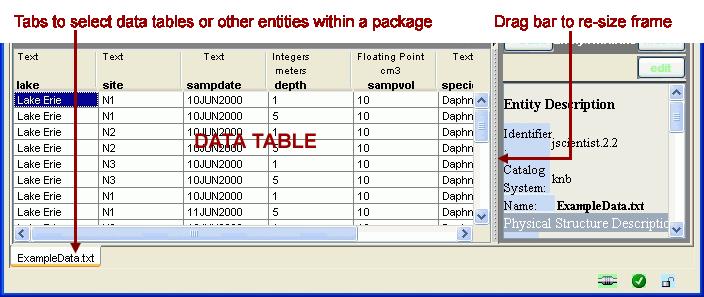 Tabs to select data tables or other entities within a package
Drag bar to re-size frame
Text Text Text Integers Floating Point Text
meters cm3
lake site sampdate depth sampvol speci
Lake Erie N1 10JUN2000 1 10 Daphn
Lake Erie N1 10JUN2000 5 10 Daphn
Lake Erie N2 10JUN2000 1 10 Daphn
Lake Erie N2 10JUN2000 5 10 Daphn
DATA TABLE
Lake Erie N3 10JUN2000 1 10 Daphn
Lake Erie N3 10JUN2000 5 10 Daphn
Lake Erie N1 11JUN2000 1 10 Daphn
Lake Erie N1 11JUN2000 5 10 Daphn
ExampleData.txt
edit
Entity Description
Identifier: jscientist.2.2
Catalog System: knb
Name: ExampleData.txt
Physical Structure Descriptio